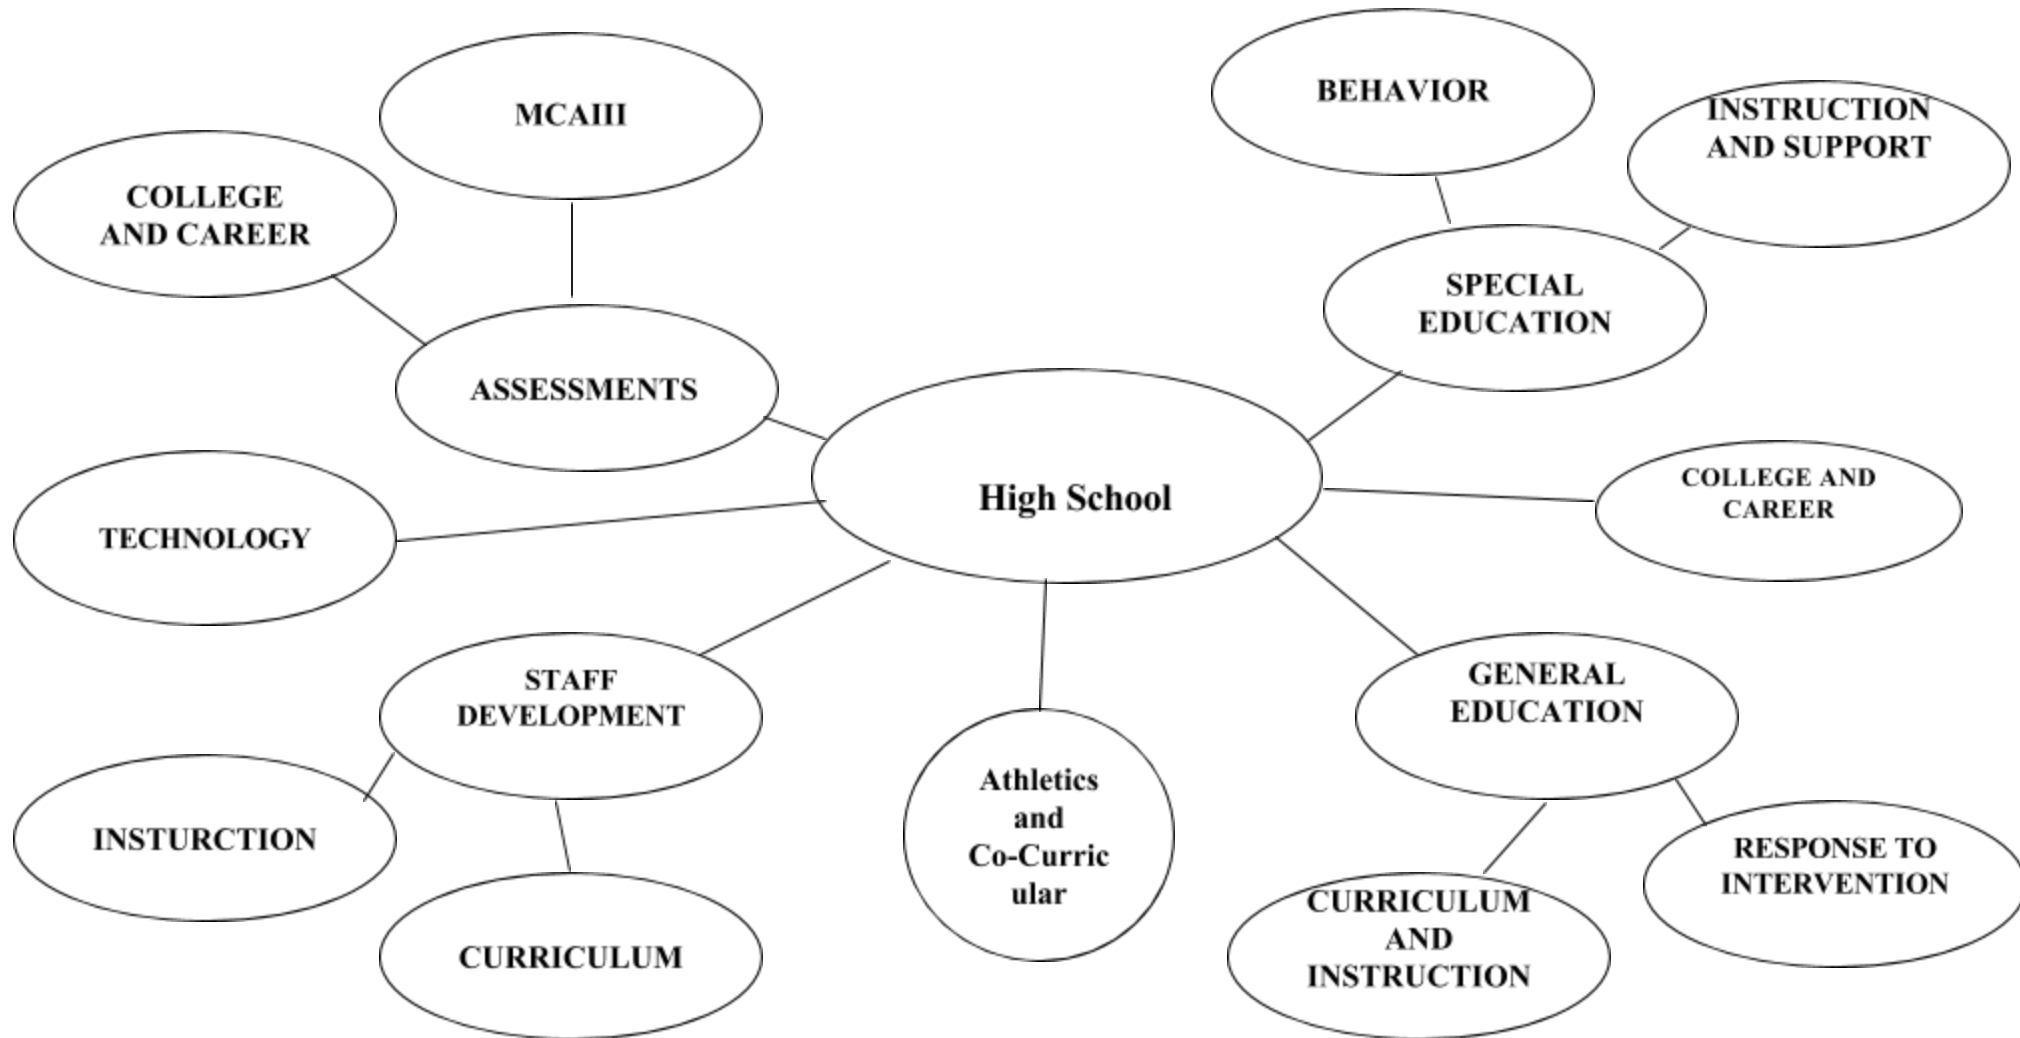 MCAIII
BEHAVIOR
INSTRUCTION
AND SUPPORT
COLLEGE
AND CAREER
SPECIAL
EDUCATION
ASSESSMENTS
High School
COLLEGE AND
CAREER
TECHNOLOGY
STAFF
DEVELOPMENT
GENERAL
EDUCATION
Athletics
and
Co-Curric
ular
INSTURCTION
RESPONSE TO
INTERVENTION
CURRICULUM
CURRICULUM
AND
INSTRUCTION